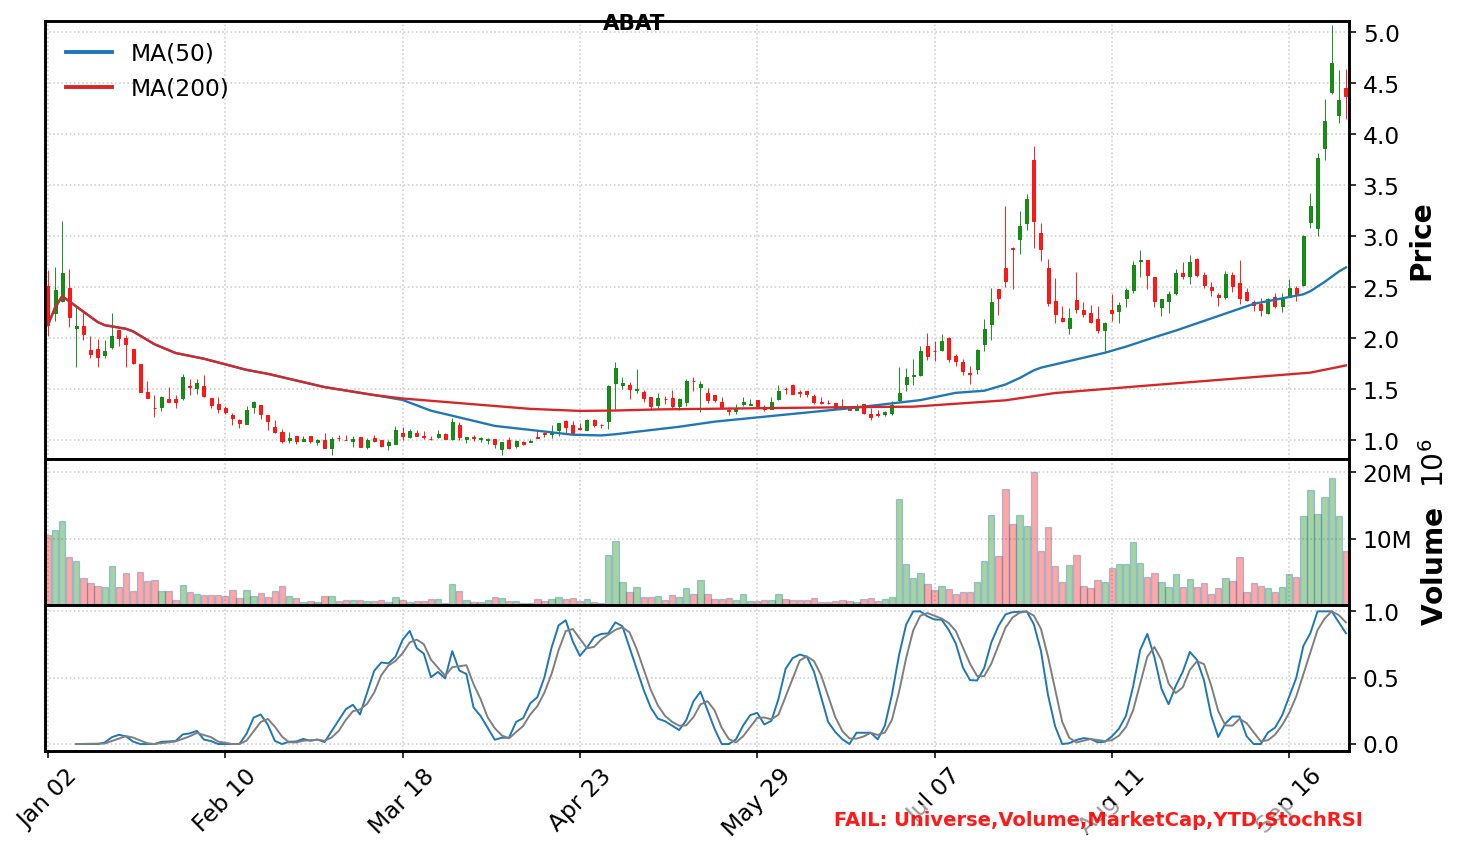 ABAT
MA(50)
MA(200)
5.0
4.5
4.0
3.5
3.0
2.5
2.0
1.5
1.0
Price
20M
10M
Volume 10⁶
1.0
0.5
0.0
Jan 02
Feb 10
Mar 18
Apr 23
May 29
Jul 07
Aug 11
Sep 16
FAIL: Universe,Volume,MarketCap,YTD,StochRSI